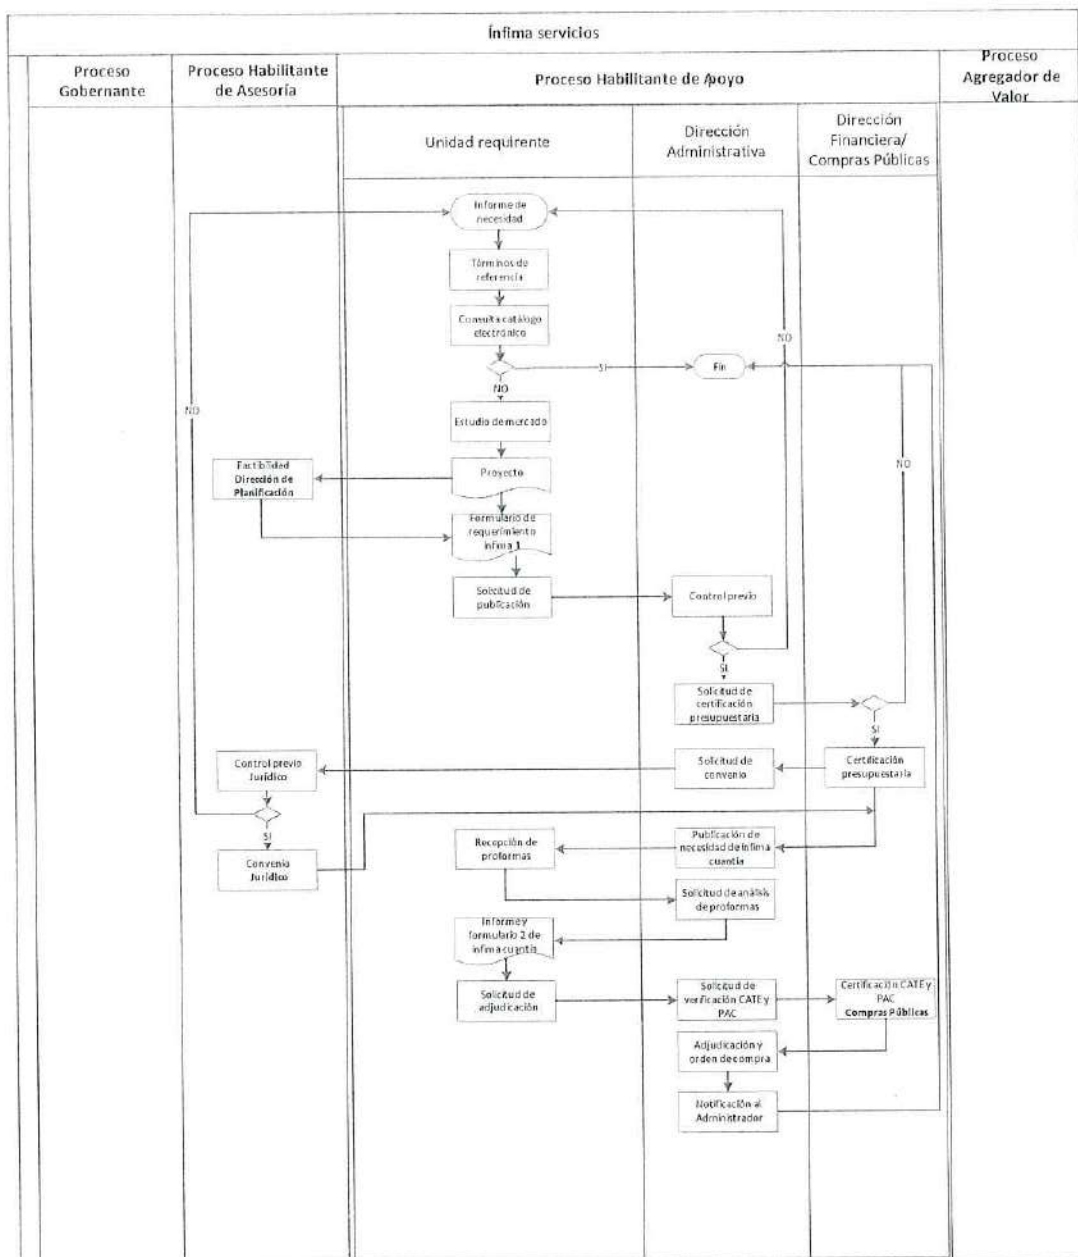 Ínfima servicios
Proceso
Gobernante
Proceso Habilitante
de Asesoría
Proceso Habilitante de Apoyo
Proceso
Agregador de
Valor
Unidad requirente
Dirección
Administrativa
Dirección
Financiera/
Compras Públicas
Informe de
necesidad
Términos de
referencia
Consulta catálogo
electrónico
NO
SI
Fin
NO
NO
Estudio de mercado
NO
Factibilidad
Dirección de
Planificación
Proyecto
Formulario de
requerimiento
ínfima 1
Solicitud de
publicación
Control previo
SI
Solicitud de
certificación
presupuestaria
SI
Control previo
Jurídico
Solicitud de
convenio
Certificación
presupuestaria
SI
Convenio
Jurídico
Recepción de
proformas
Publicación de
necesidad de ínfima
cuantía
Solicitud de análisis
de proformas
Informe y
formulario 2 de
ínfima cuantía
Solicitud de
adjudicación
Solicitud de
verificación CATE y
PAC
Certificación CATE y
PAC
Compras Públicas
Adjudicación y
orden de compra
Notificación al
Administrador